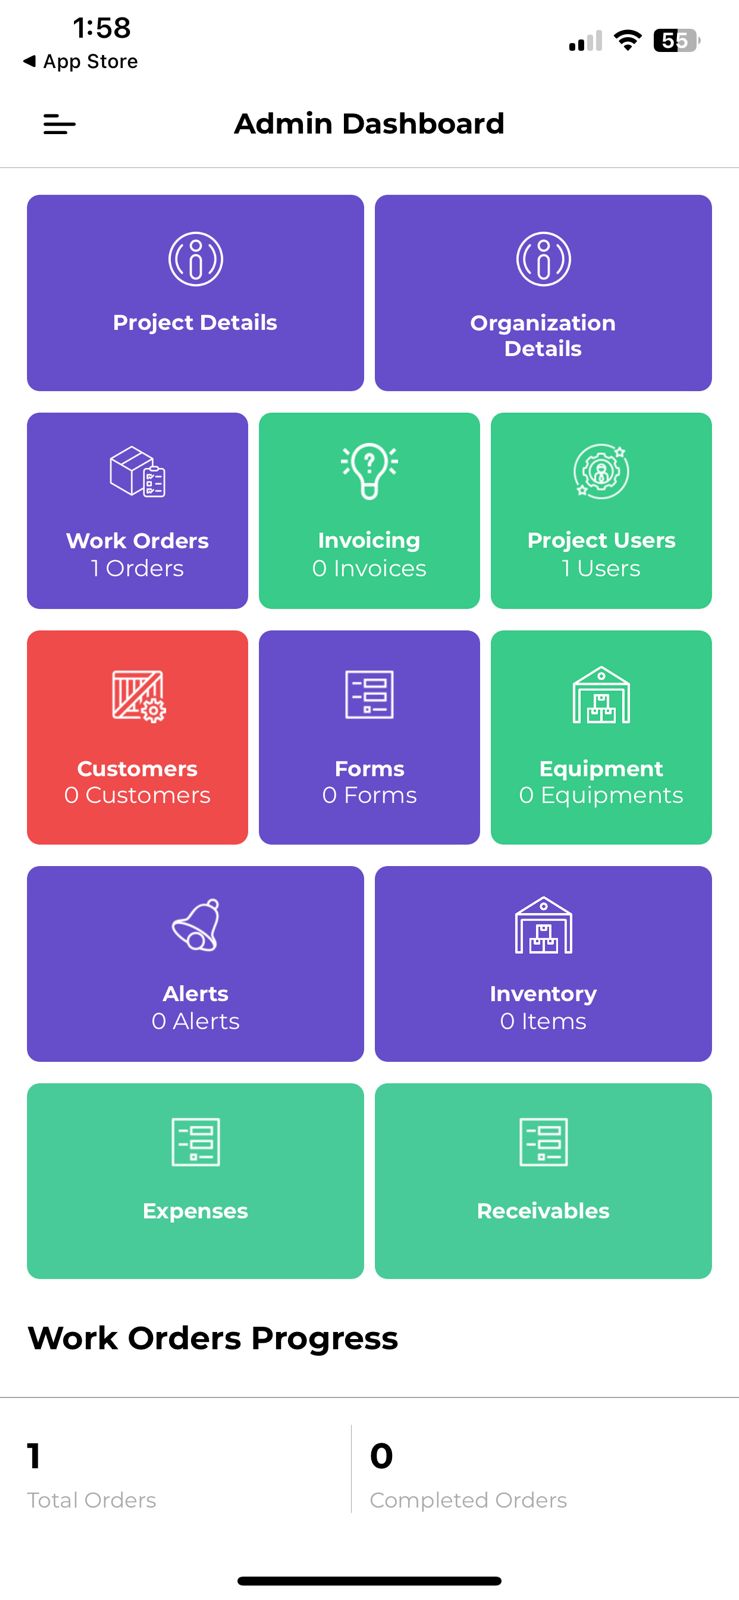 1:58
◀ App Store
55
Admin Dashboard
Project Details
Organization
Details
Work Orders
1 Orders
Invoicing
0 Invoices
Project Users
1 Users
Customers
0 Customers
Forms
0 Forms
Equipment
0 Equipments
Alerts
0 Alerts
Inventory
0 Items
Expenses
Receivables
Work Orders Progress
1
Total Orders
0
Completed Orders